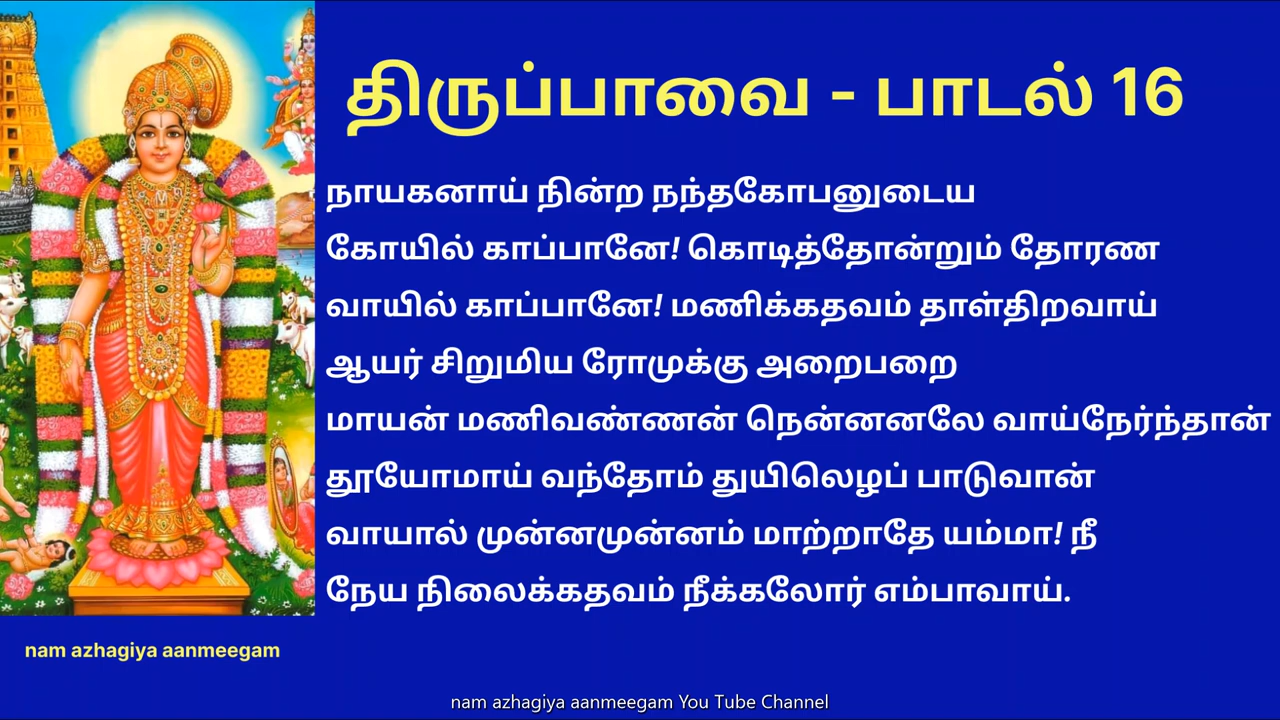 திருப்பாவை - பாடல் 16
நாயகனாய் நின்ற நந்தகோபனுடைய
கோயில் காப்பானே! கொடித்தோன்றும் தோரண
வாயில் காப்பானே! மணிக்கதவம் தாள்திறவாய்
ஆயர் சிறுமிய ரோமுக்கு அறைபறை
மாயன் மணிவண்ணன் நென்னனலே வாய்நேர்ந்தான்
தூயோமாய் வந்தோம் துயிலெழப் பாடுவான்
வாயால் முன்னமுன்னம் மாற்றாதே யம்மா! நீ
நேய நிலைக்கதவம் நீக்கலோர் எம்பாவாய்.
nam azhagiya aanmeegam
nam azhagiya aanmeegam You Tube Channel